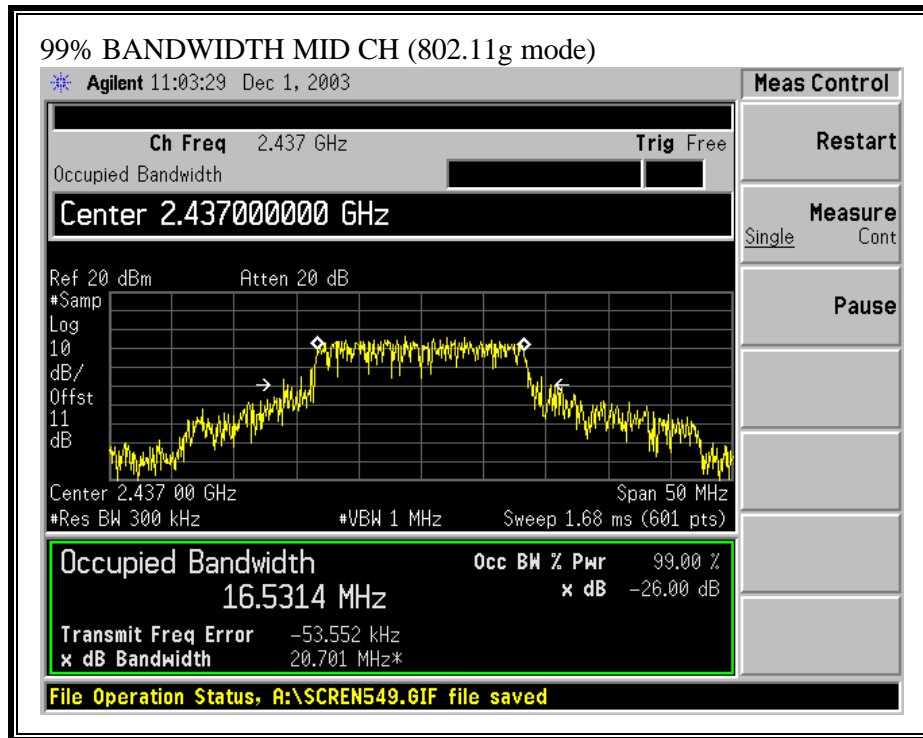 99% BANDWIDTH MID CH (802.11g mode)
Agilent 11:03:29 Dec 1, 2003
Meas Control
Ch Freq 2.437 GHz Trig Free
Occupied Bandwidth
Center 2.437000000 GHz
Restart
Measure
Single Cont
Pause
Ref 20 dBm Atten 20 dB
#Samp
Log
10
dB/
Offst
11
dB
Center 2.437 00 GHz Span 50 MHz
#Res BW 300 kHz #VBW 1 MHz Sweep 1.68 ms (601 pts)
Occupied Bandwidth Occ BW % Pwr 99.00 %
16.5314 MHz x dB -26.00 dB
Transmit Freq Error -53.552 kHz
x dB Bandwidth 20.701 MHz*
File Operation Status, A:\SCREN549.GIF file saved